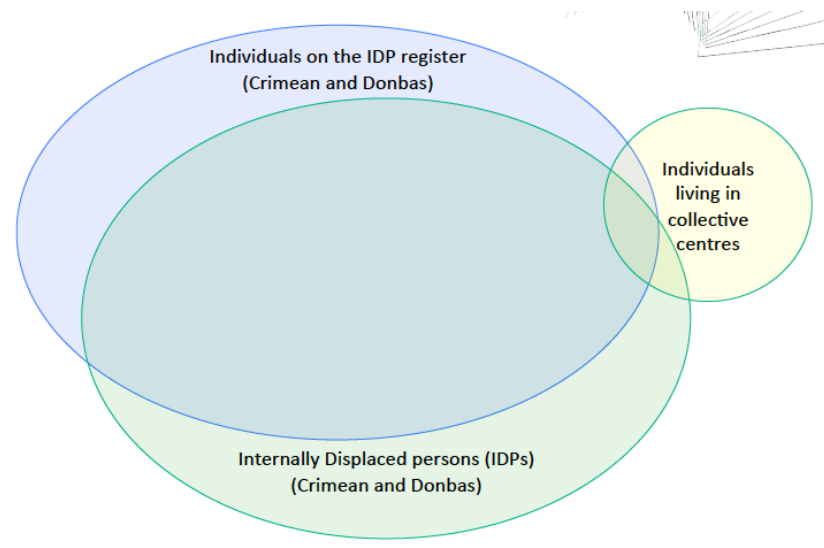 Individuals on the IDP register
(Crimean and Donbas)
Individuals
living in
collective
centres
Internally Displaced persons (IDPs)
(Crimean and Donbas)